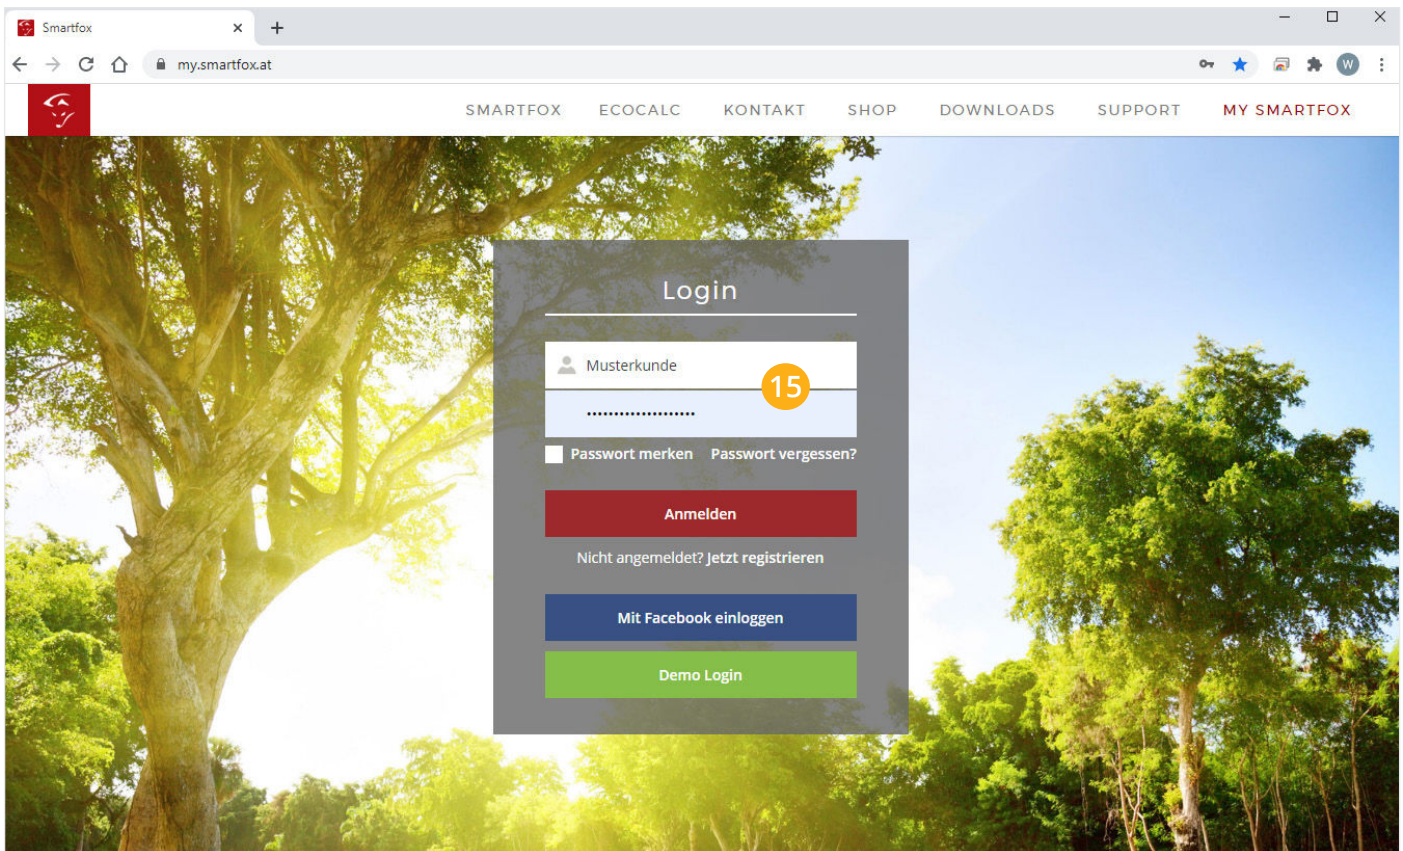 Smartfox
my.smartfox.at
W
SMARTFOX ECOCALC KONTAKT SHOP DOWNLOADS SUPPORT MY SMARTFOX
Login
Musterkunde
15
••••••••••••••••••••
Passwort merken Passwort vergessen?
Anmelden
Nicht angemeldet? Jetzt registrieren
Mit Facebook einloggen
Demo Login